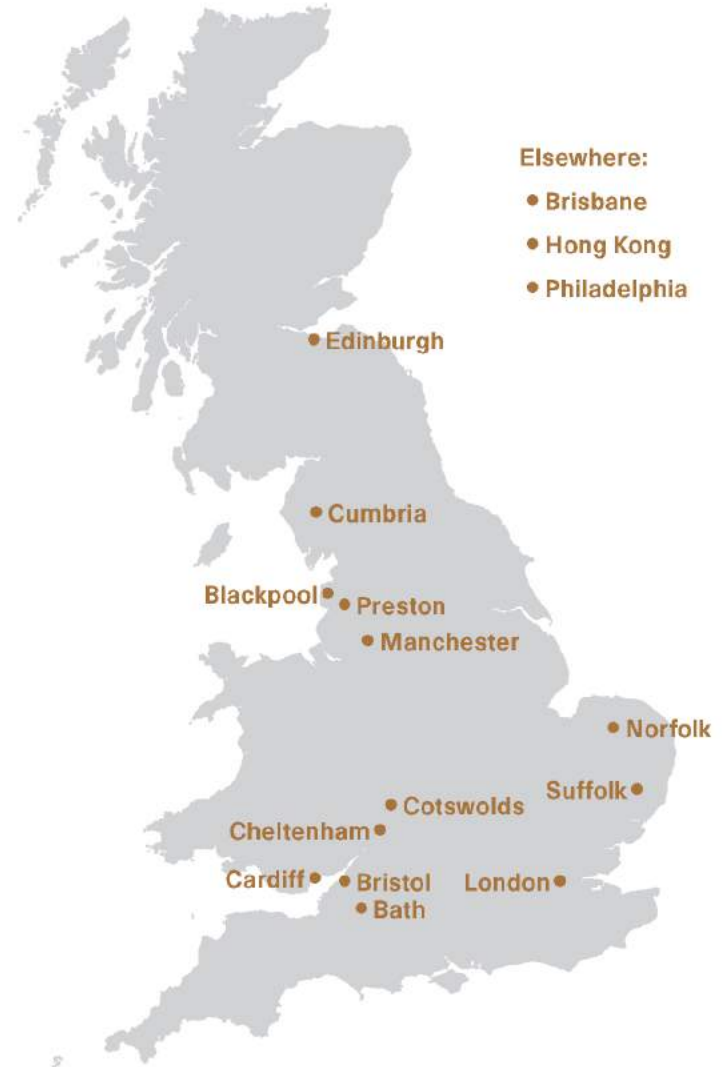 Elsewhere:
Brisbane
Hong Kong
Philadelphia
Edinburgh
Cumbria
Blackpool
Preston
Manchester
Norfolk
Suffolk
Cotswolds
Cheltenham
Cardiff
Bristol
London
Bath